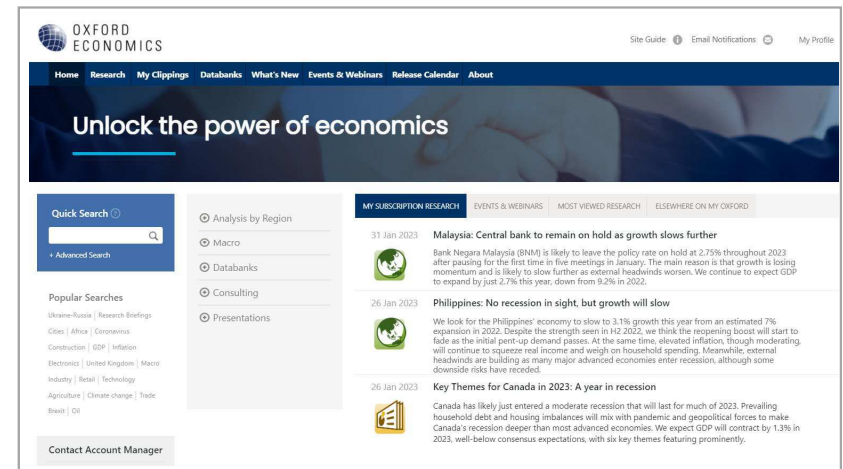 OXFORD
ECONOMICS
Site Guide
Email Notifications
My Profile
Home Research My Clippings Databanks What's New Events & Webinars Release Calendar About
Unlock the power of economics
Quick Search
+ Advanced Search
Popular Searches
Ukraine-Russia | Research Briefings
Cities | Africa | Coronavirus
Construction | GDP | Inflation
Electronics | United Kingdom | Macro
Industry | Retail | Technology
Agriculture | Climate change | Trade
Brexit | Oil
Contact Account Manager
Analysis by Region
Macro
Databanks
Consulting
Presentations
MY SUBSCRIPTION RESEARCH EVENTS & WEBINARS MOST VIEWED RESEARCH ELSEWHERE ON MY OXFORD
31 Jan 2023 Malaysia: Central bank to remain on hold as growth slows further
Bank Negara Malaysia (BNM) is likely to leave the policy rate on hold at 2.75% throughout 2023
after pausing for the first time in five meetings in January. The main reason is that growth is losing
momentum and is likely to slow further as external headwinds worsen. We continue to expect GDP
to expand by just 2.7% this year, down from 9.2% in 2022.
26 Jan 2023 Philippines: No recession in sight, but growth will slow
We look for the Philippines' economy to slow to 3.1% growth this year from an estimated 7%
expansion in 2022. Despite the strength seen in H2 2022, we think the reopening boost will start to
fade as the initial pent-up demand passes. At the same time, elevated inflation, though moderating,
will continue to squeeze real income and weigh on household spending. Meanwhile, external
headwinds are building as many major advanced economies enter recession, although some
downside risks have receded.
26 Jan 2023 Key Themes for Canada in 2023: A year in recession
Canada has likely just entered a moderate recession that will last for much of 2023. Prevailing
household debt and housing imbalances will mix with pandemic and geopolitical forces to make
Canada's recession deeper than most advanced economies. We expect GDP will contract by 1.3% in
2023, well-below consensus expectations, with six key themes featuring prominently.